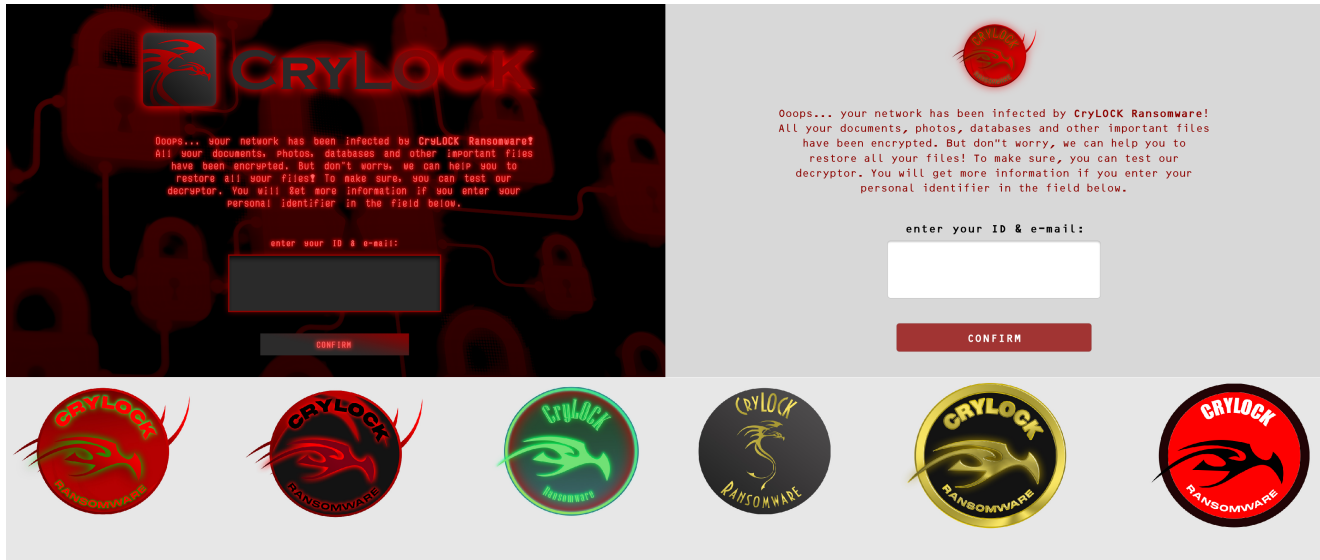 CRYLOCK
Ooops... your network has been infected by CryLOCK Ransomware!
All your documents, photos, databases and other important files
have been encrypted. But don"t worry, we can help you to
restore all your files! To make sure, you can test our
decryptor. You will get more information if you enter your
personal identifier in the field below.
enter your ID & e-mail:
CONFIRM
CRYLOCK
RANSOMWARE
Ooops... your network has been infected by CryLOCK Ransomware!
All your documents, photos, databases and other important files
have been encrypted. But don"t worry, we can help you to
restore all your files! To make sure, you can test our
decryptor. You will get more information if you enter your
personal identifier in the field below.
enter your ID & e-mail:
CONFIRM
CRYLOCK
RANSOMWARE
CRYLOCK
RANSOMWARE
CryLOCK
Ransomware
CryLOCK
RANSOMWARE
CRYLOCK
RANSOMWARE
CRYLOCK
RANSOMWARE